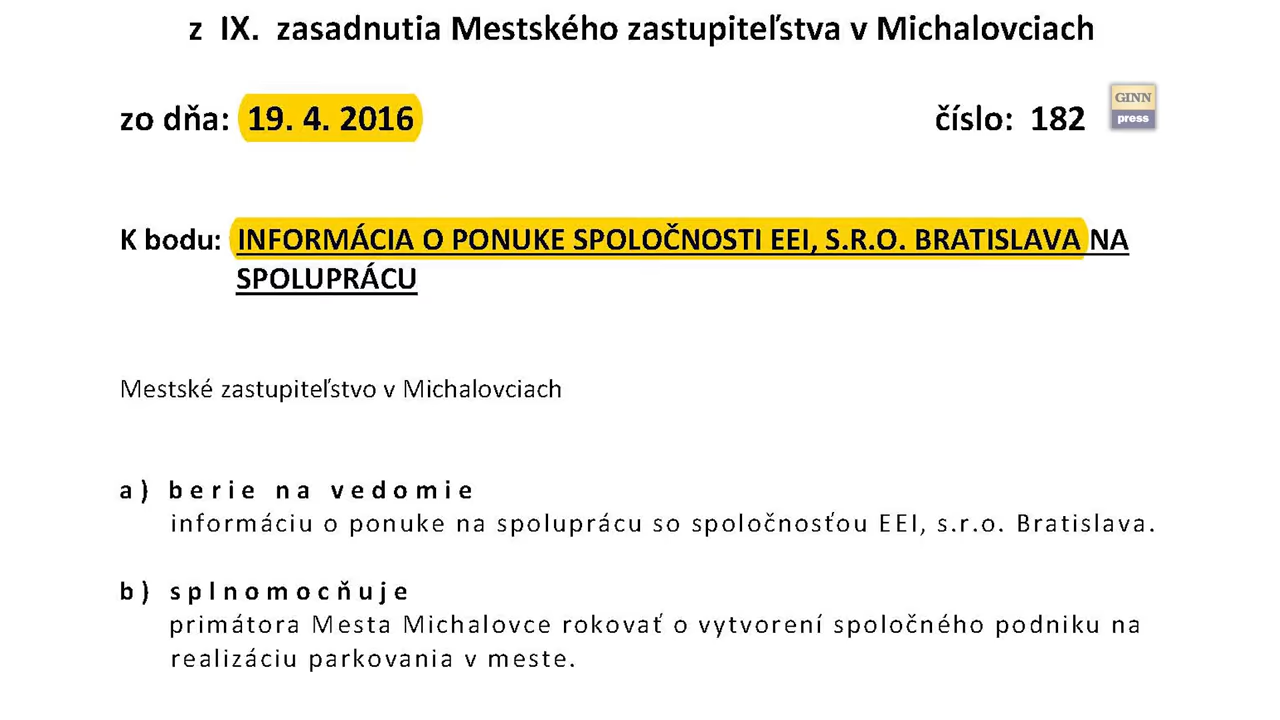 z IX. zasadnutia Mestského zastupiteľstva v Michalovciach
zo dňa: 19. 4. 2016 číslo: 182
GINN
press
K bodu: INFORMÁCIA O PONUKE SPOLOČNOSTI EEI, S.R.O. BRATISLAVA NA
SPOLUPRÁCU
Mestské zastupiteľstvo v Michalovciach
a) berie na vedomie
informáciu o ponuke na spoluprácu so spoločnosťou EEI, s.r.o. Bratislava.
b) splnomocňuje
primátora Mesta Michalovce rokovať o vytvorení spoločného podniku na
realizáciu parkovania v meste.